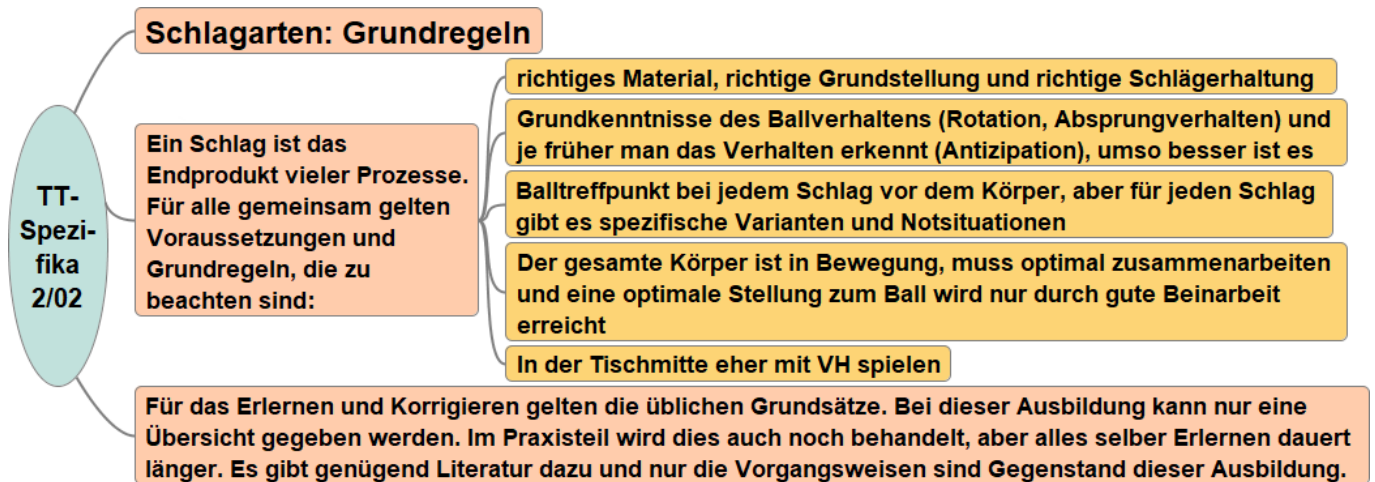 Schlagarten: Grundregeln
TT-
Spezi-
fika
2/02
Ein Schlag ist das
Endprodukt vieler Prozesse.
Für alle gemeinsam gelten
Voraussetzungen und
Grundregeln, die zu
beachten sind:
richtiges Material, richtige Grundstellung und richtige Schlägerhaltung
Grundkenntnisse des Ballverhaltens (Rotation, Absprungverhalten) und
je früher man das Verhalten erkennt (Antizipation), umso besser ist es
Balltreffpunkt bei jedem Schlag vor dem Körper, aber für jeden Schlag
gibt es spezifische Varianten und Notsituationen
Der gesamte Körper ist in Bewegung, muss optimal zusammenarbeiten
und eine optimale Stellung zum Ball wird nur durch gute Beinarbeit
erreicht
In der Tischmitte eher mit VH spielen
Für das Erlernen und Korrigieren gelten die üblichen Grundsätze. Bei dieser Ausbildung kann nur eine
Übersicht gegeben werden. Im Praxisteil wird dies auch noch behandelt, aber alles selber Erlernen dauert
länger. Es gibt genügend Literatur dazu und nur die Vorgangsweisen sind Gegenstand dieser Ausbildung.